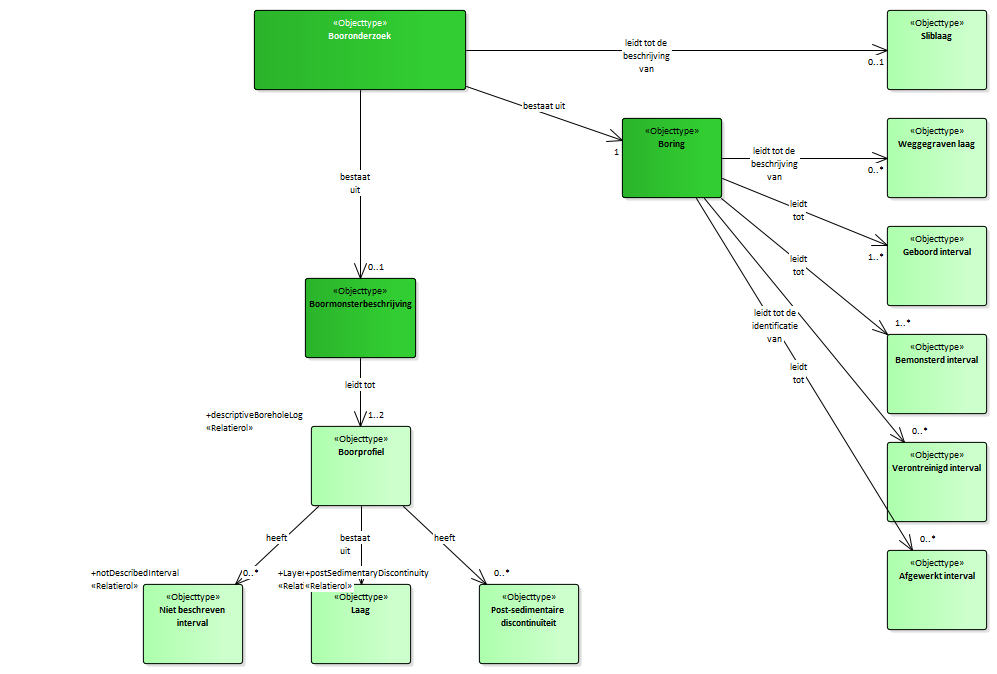 «Objecttype»
Booronderzoek
«Objecttype»
Sliblaag
leidt tot de
beschrijving
van
0..1
bestaat uit
1
«Objecttype»
Boring
«Objecttype»
Weggegraven laag
leidt tot de
beschrijving
van
0..*
bestaat
uit
0..1
leidt
tot
1..*
«Objecttype»
Geboord interval
leidt
tot
1..*
«Objecttype»
Boormonsterbeschrijving
leidt tot de
identificatie
van
«Objecttype»
Bemonsterd interval
leidt
tot
leidt tot
1..2
+descriptiveBoreholeLog
«Relatierol»
0..*
«Objecttype»
Boorprofiel
«Objecttype»
Verontreinigd interval
heeft
bestaat
uit
heeft
0..*
«Objecttype»
Afgewerkt interval
+notDescribedInterval
«Relatierol»
0..*
+Layer
«Relat
+postSedimentaryDiscontinuity
«Relatierol»
0..*
«Objecttype»
Niet beschreven
interval
«Objecttype»
Laag
«Objecttype»
Post-sedimentaire
discontinuïteit